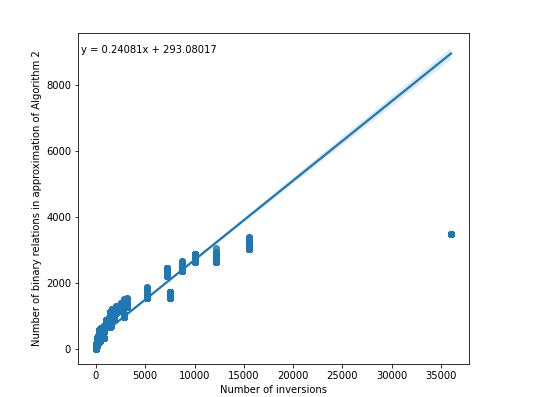 y = 0.24081x + 293.08017
Number of binary relations in approximation of Algorithm 2
8000
6000
4000
2000
0
0 5000 10000 15000 20000 25000 30000 35000
Number of inversions